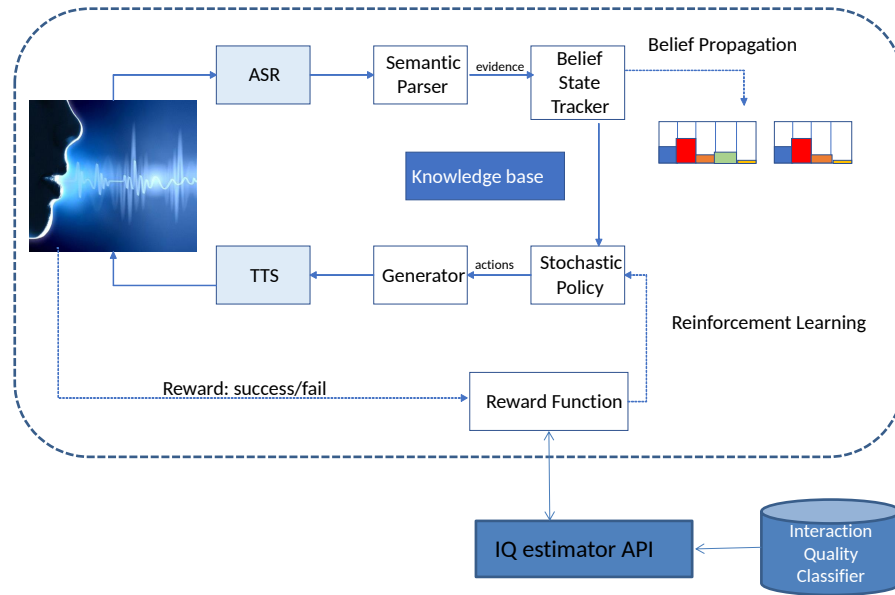 ASR
Semantic
Parser
evidence
Belief
State
Tracker
Belief Propagation
Knowledge base
TTS
Generator
actions
Stochastic
Policy
Reinforcement Learning
Reward: success/fail
Reward Function
IQ estimator API
Interaction
Quality
Classifier